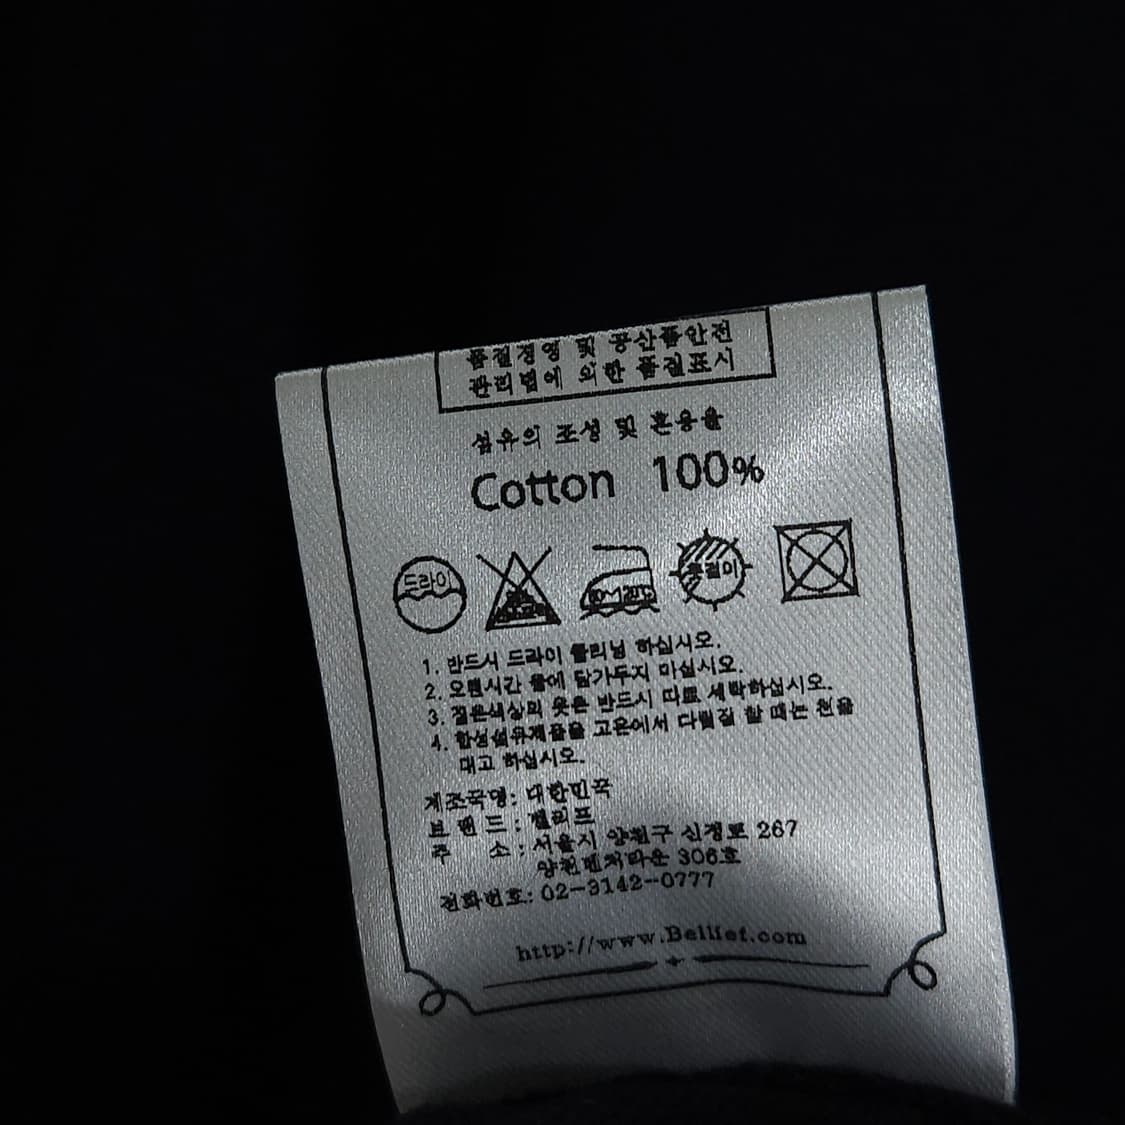 품질경영 및 공산품안전
관리법에 의한 품질표시
섬유의 조성 및 혼용율
Cotton 100%
드라이
옷걸이
1. 반드시 드라이 클리닝 하십시오.
2. 오랜시간 물에 담가두지 마십시오.
3. 짙은색상의 옷은 반드시 따로 세탁하십시오.
4. 합성섬유제품을 고온에서 다림질 할 때는 천을
대고 하십시오.
제조국명: 대한민국
브 랜 드 : 벨리프
주 소 : 서울시 양천구 신정로 267
양천벤처타운 306호
전화번호: 02-3142-0777
http://www.Bellief.com